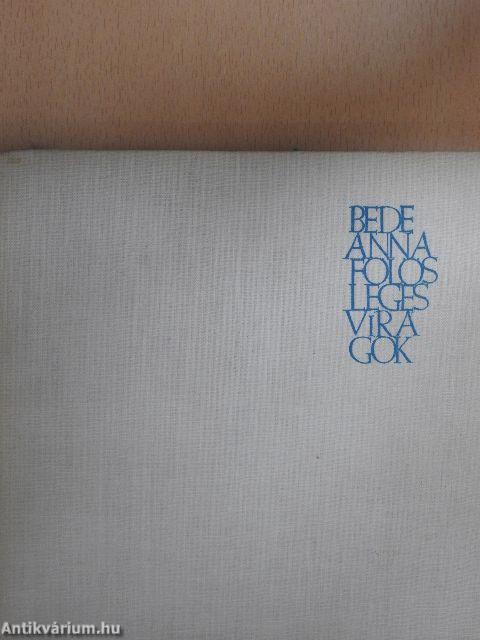 BEDE
ANNA
FÖLÖS
LEGES
VIRÁ
GOK
Antikvárium.hu